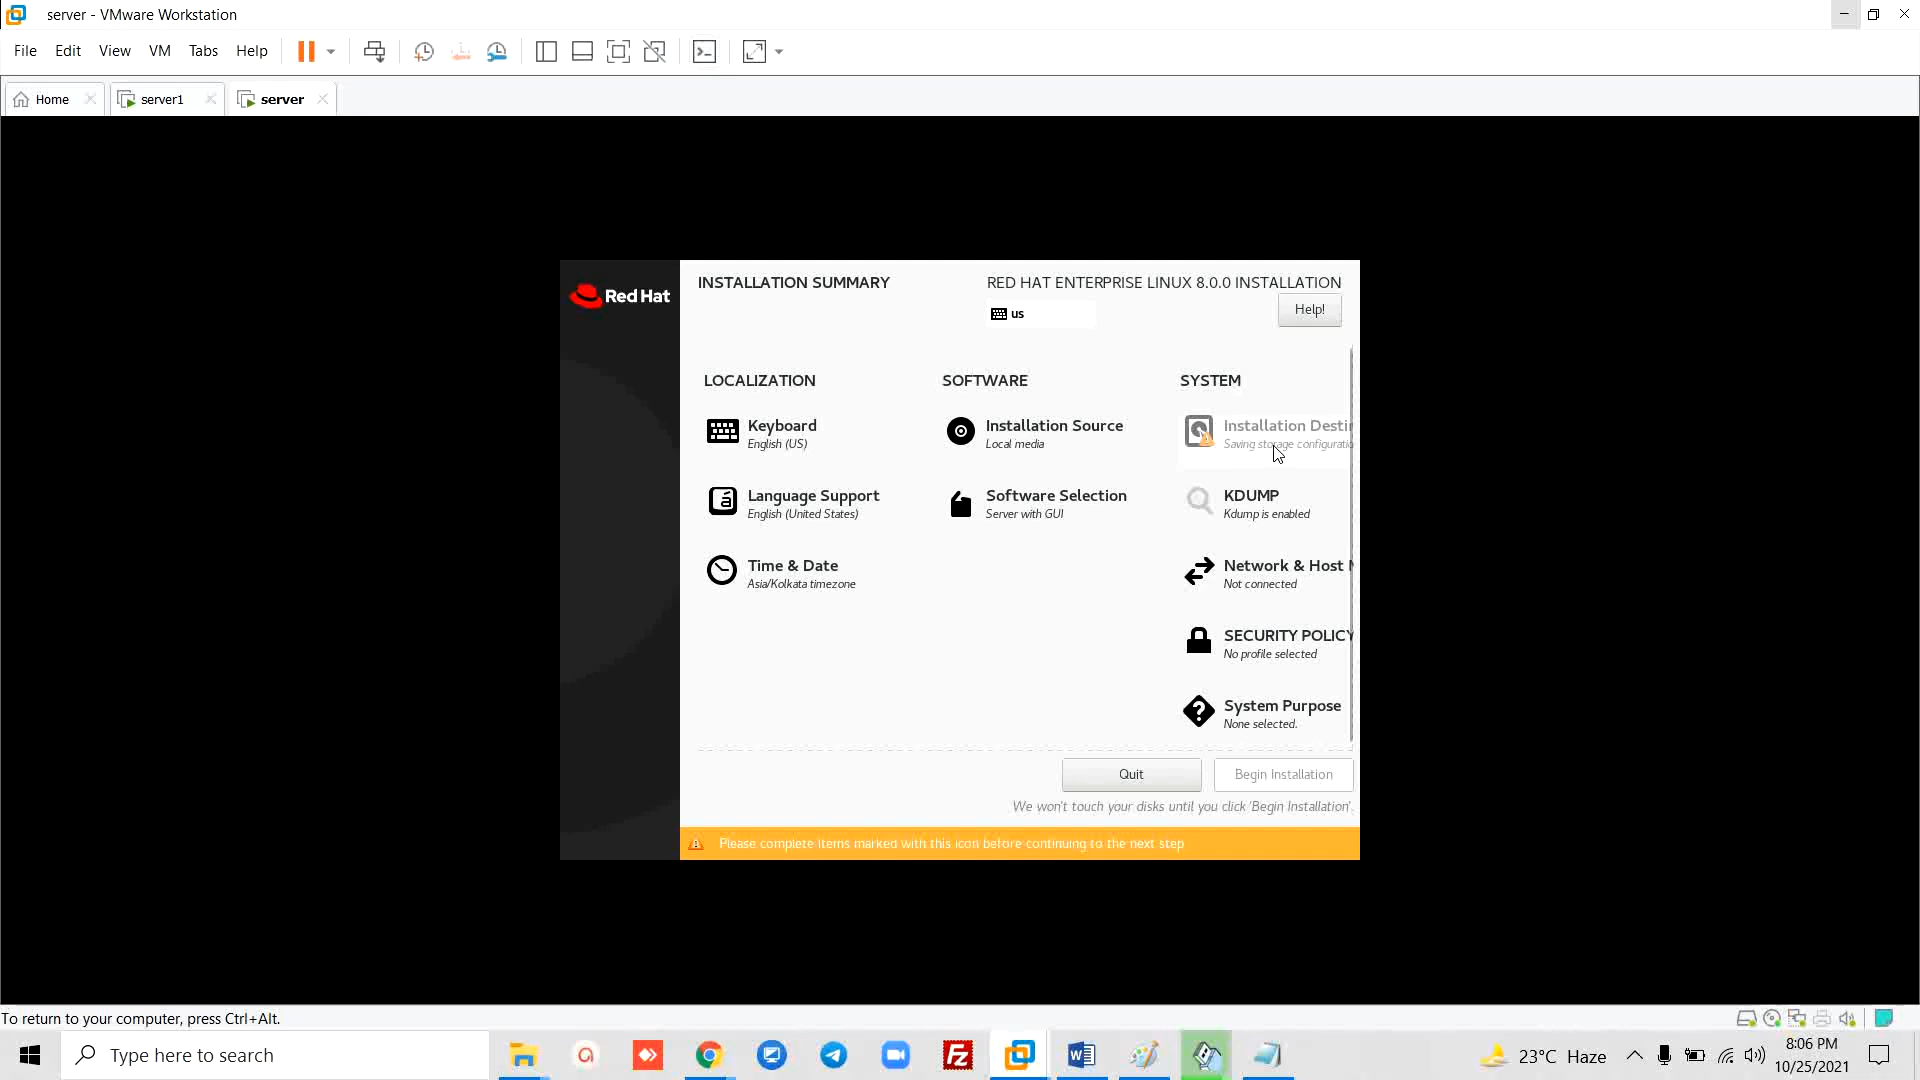 server - VMware Workstation
File Edit View VM Tabs Help
Home server1 server
Red Hat
INSTALLATION SUMMARY
RED HAT ENTERPRISE LINUX 8.0.0 INSTALLATION
us
Help!
LOCALIZATION
Keyboard
English (US)
Language Support
English (United States)
Time & Date
Asia/Kolkata timezone
SOFTWARE
Installation Source
Local media
Software Selection
Server with GUI
SYSTEM
Installation Destin
Saving storage configuratio
KDUMP
Kdump is enabled
Network & Host N
Not connected
SECURITY POLICY
No profile selected
System Purpose
None selected.
Quit
Begin Installation
We won't touch your disks until you click 'Begin Installation'.
Please complete items marked with this icon before continuing to the next step
To return to your computer, press Ctrl+Alt.
Type here to search
23°C Haze
8:06 PM
10/25/2021